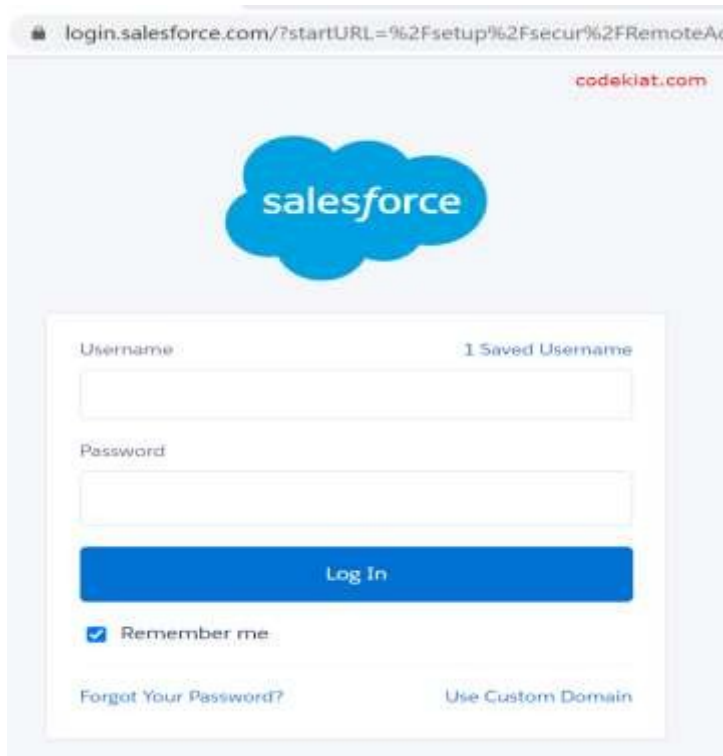 login.salesforce.com/?startURL=%2Fsetup%2Fsecur%2FRemoteAc
codekiat.com
salesforce
Username 1 Saved Username
Password
Log In
Remember me
Forgot Your Password? Use Custom Domain